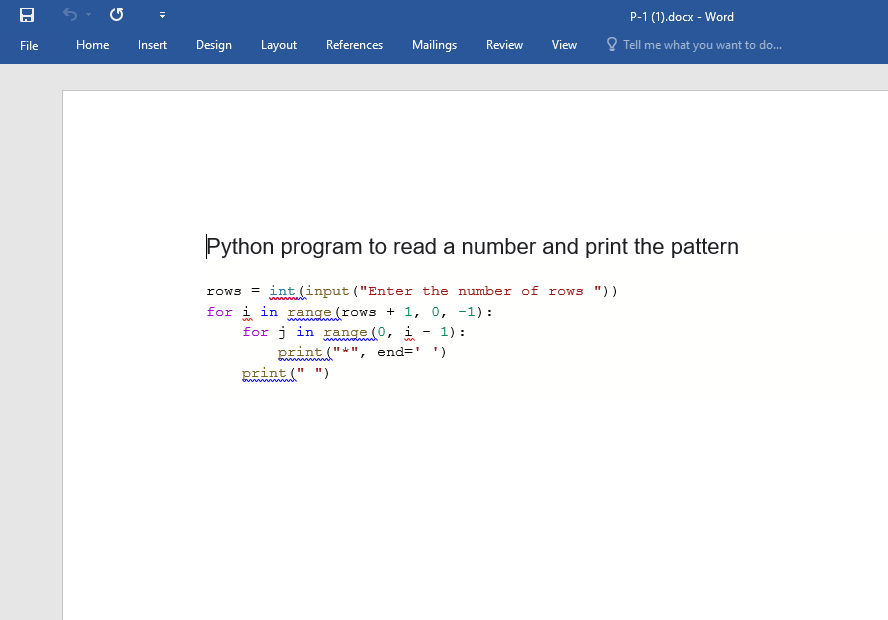 P-1 (1).docx - Word
File Home Insert Design Layout References Mailings Review View Tell me what you want to do...
Python program to read a number and print the pattern
rows = int(input("Enter the number of rows "))
for i in range(rows + 1, 0, -1):
    for j in range(0, i - 1):
        print("*", end=' ')
    print(" ")